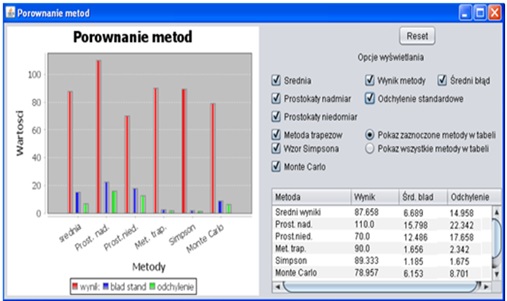 Porownanie metod
Porownanie metod
Wartosci
100
80
60
40
20
0
srednia
Prost. nad.
Prost.nied.
Met. trap.
Simpson
Monte Carlo
Metody
wynik blad stand odchylenie
Reset
Opcje wyświetlania
Srednia
Wynik metody
Średni błąd
Prostokaty nadmiar
Odchylenie standardowe
Prostokaty niedomiar
Metoda trapezow
Pokaz zaznoczone metody w tabeli
Wzor Simpsona
Pokaz wszystkie metody w tabeli
Monte Carlo
Metoda Wynik Śrd. blad Odchylenie
Sredni wyniki 87.658 6.689 14.958
Prost. nad. 110.0 15.798 22.342
Prost.nied. 70.0 12.486 17.658
Met. trap. 90.0 1.656 2.342
Simpson 89.333 1.185 1.675
Monte Carlo 78.957 6.153 8.701